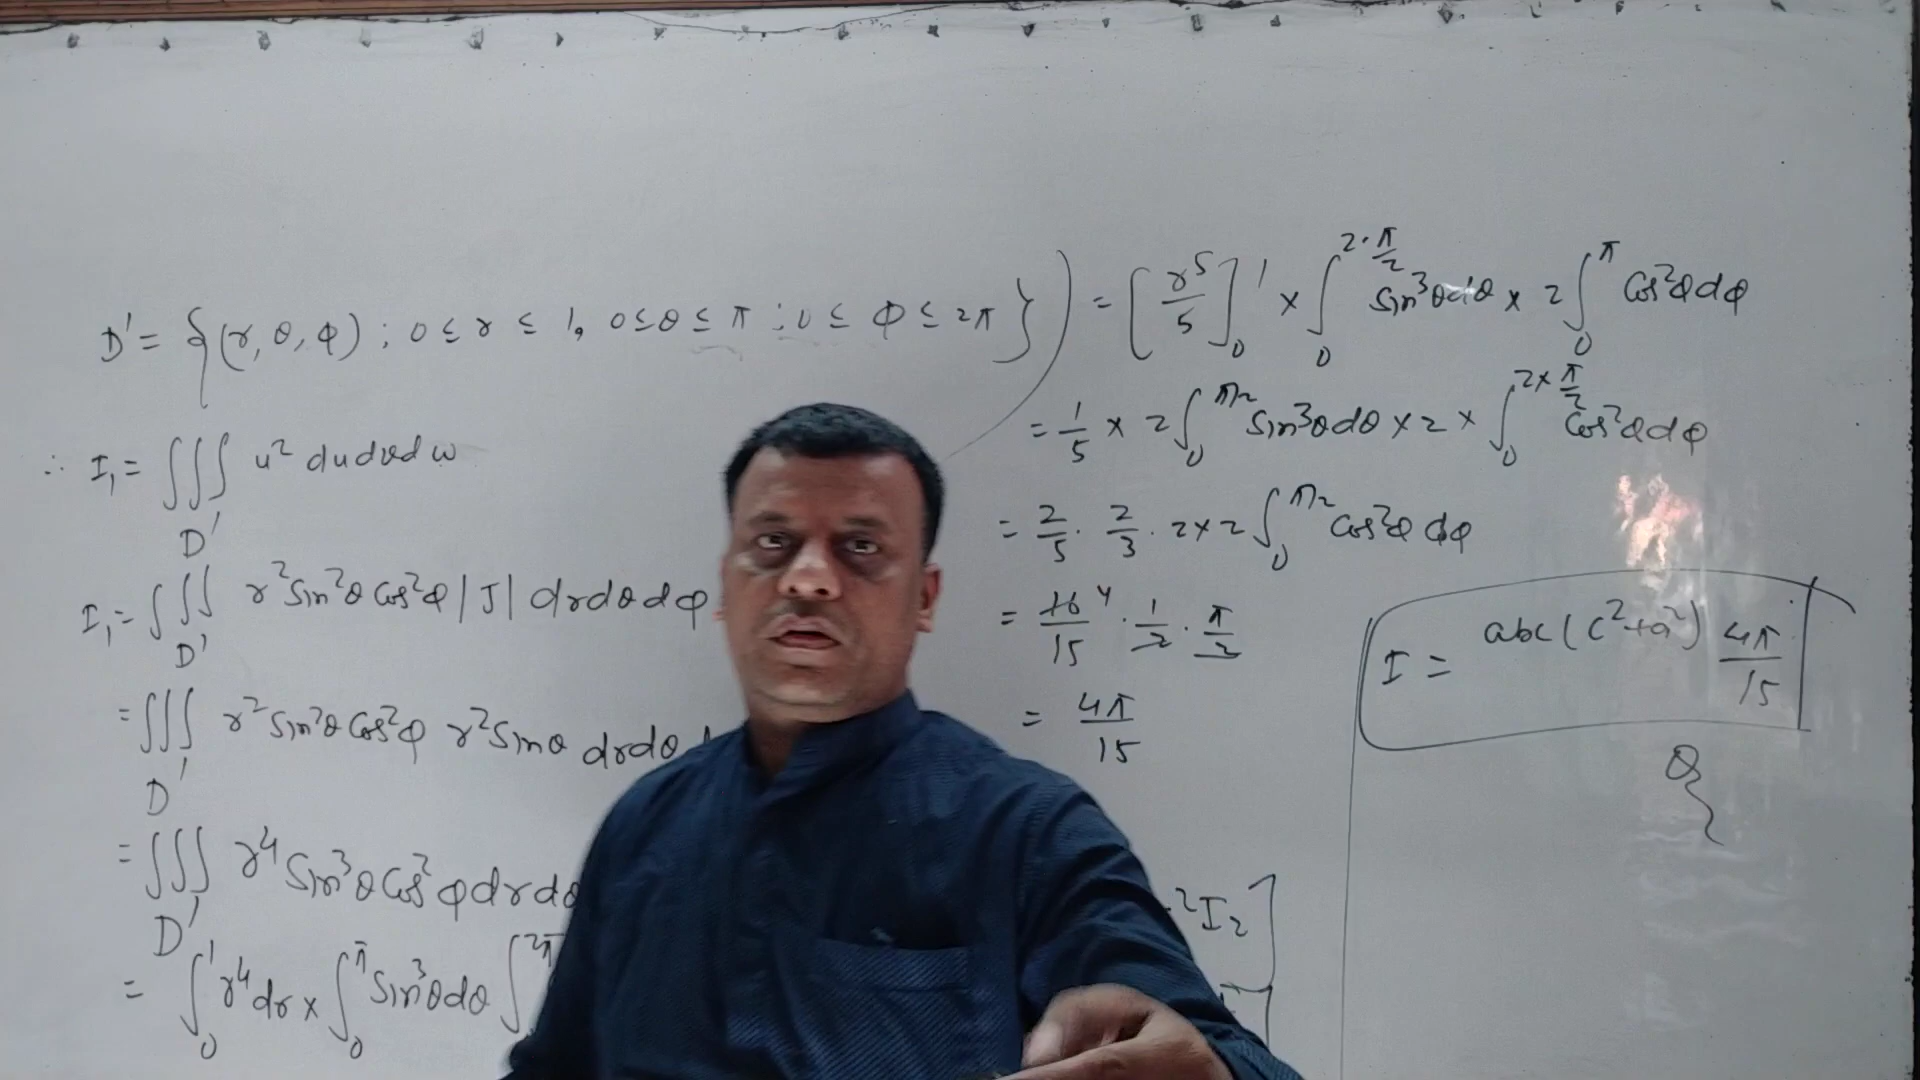 D' = {(r, θ, φ) ; 0 ≤ r ≤ 1, 0 ≤ θ ≤ π ; 0 ≤ φ ≤ 2π }
∴ I₁ = ∭ u² du dv dw
D'
I₁ = ∭ r² Sin²θ Cos²φ |J| dr dθ dφ
D'
= ∭ r² Sin²θ Cos²φ r² Sinθ dr dθ
D'
= ∭ r⁴ Sin³θ Cos²φ dr dθ
D'
= ∫₀¹ r⁴ dr × ∫₀^π Sin³θ dθ ∫ 2π
= [r⁵/5]₀¹ × ∫₀^{2·π/2} Sin³θ dθ × 2 ∫₀^π Cos²φ dφ
= 1/5 × 2 ∫₀^{π/2} Sin³θ dθ × 2 × ∫₀^{2×π/2} Cos²φ dφ
= 2/5 · 2/3 · 2×2 ∫₀^{π/2} Cos²φ dφ
= 16 4/15 · 1/2 · π/2
= 4π/15
²I₂ ]
I = abc (c²+a²) 4π/15
Q